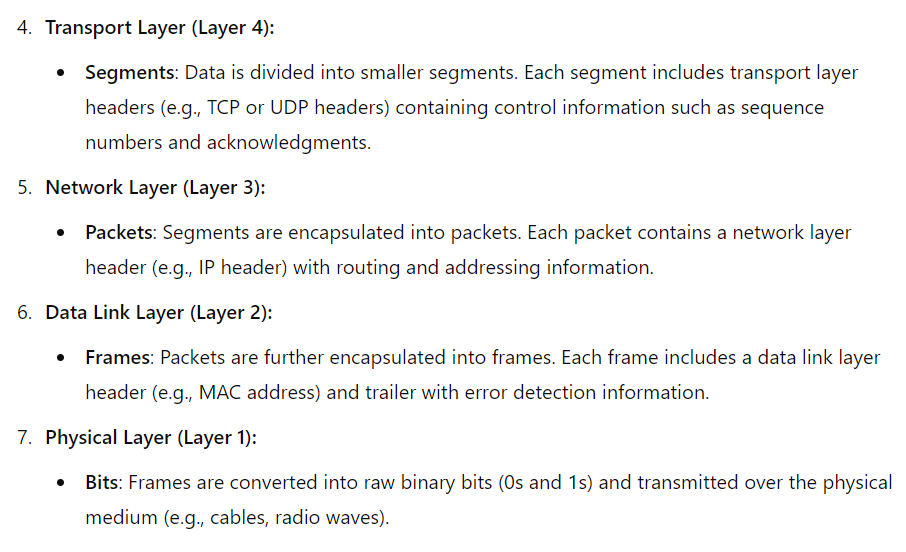 4. Transport Layer (Layer 4):
• Segments: Data is divided into smaller segments. Each segment includes transport layer
headers (e.g., TCP or UDP headers) containing control information such as sequence
numbers and acknowledgments.
5. Network Layer (Layer 3):
• Packets: Segments are encapsulated into packets. Each packet contains a network layer
header (e.g., IP header) with routing and addressing information.
6. Data Link Layer (Layer 2):
• Frames: Packets are further encapsulated into frames. Each frame includes a data link layer
header (e.g., MAC address) and trailer with error detection information.
7. Physical Layer (Layer 1):
• Bits: Frames are converted into raw binary bits (0s and 1s) and transmitted over the physical
medium (e.g., cables, radio waves).